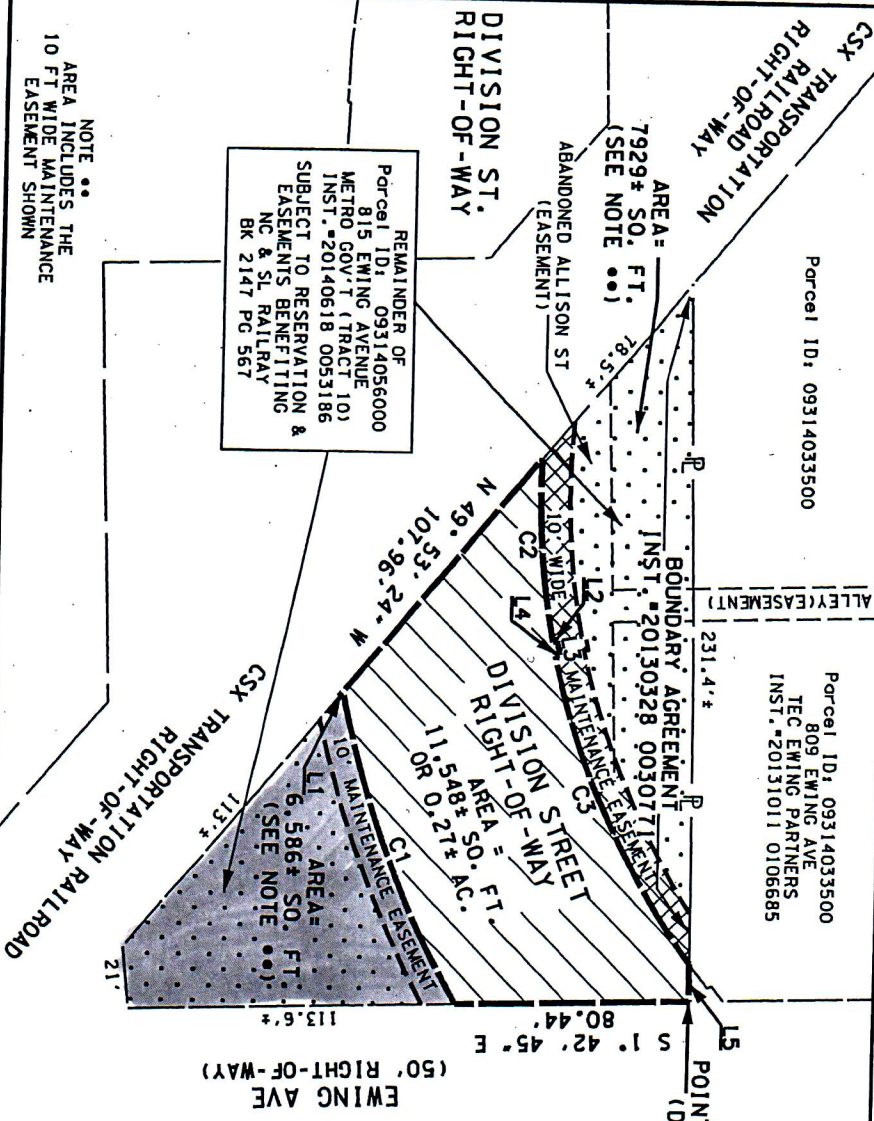 CSX TRANSPORTATION
RAILROAD
RIGHT-OF-WAY
Parcel ID: 09314033500
DIVISION ST.
RIGHT-OF-WAY
AREA=
7929± SQ. FT.
(SEE NOTE ••)
ABANDONED ALLISON ST
(EASEMENT)
78.5'±
BOUNDARY AGREEMENT
INST.#20130328 0030771
ALLEY(EASEMENT)
231.4'±
Parcel ID: 09314033500
809 EWING AVE
TEC EWING PARTNERS
INST.#20131011 0106685
REMAINDER OF
Parcel ID: 09314056000
815 EWING AVENUE
METRO GOV'T (TRACT 10)
INST.#20140618 0053186
SUBJECT TO RESERVATION &
EASEMENTS BENEFITING
NC & SL RAILRAY
BK 2147 PG 567
NOTE ••
AREA INCLUDES THE
10 FT WIDE MAINTENANCE
EASEMENT SHOWN
N 49° 53' 24" W
107.96'
C2
10' WIDE
L2
L4
L3
MAINTENANCE EASEMENT
C3
DIVISION STREET
RIGHT-OF-WAY
AREA =
11,548± SQ. FT.
OR 0.27± AC.
C1
10' MAINTENANCE EASEMENT
L1
AREA=
6,586± SQ. FT.
(SEE NOTE ••)
CSX TRANSPORTATION RAILROAD
RIGHT-OF-WAY
113'±
21'
113.6'±
80.44'
S 1° 42' 45" E
L5
EWING AVE
(50' RIGHT-OF-WAY)